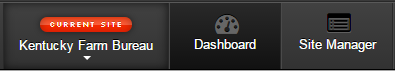 CURRENT SITE
Kentucky Farm Bureau
Dashboard
Site Manager